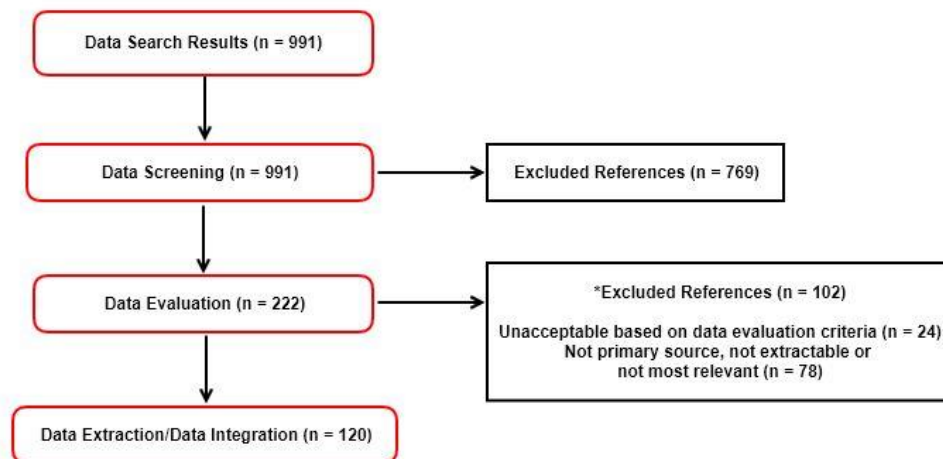 Data Search Results (n = 991)
Data Screening (n = 991)
Excluded References (n = 769)
Data Evaluation (n = 222)
*Excluded References (n = 102)
Unacceptable based on data evaluation criteria (n = 24)
Not primary source, not extractable or
not most relevant (n = 78)
Data Extraction/Data Integration (n = 120)